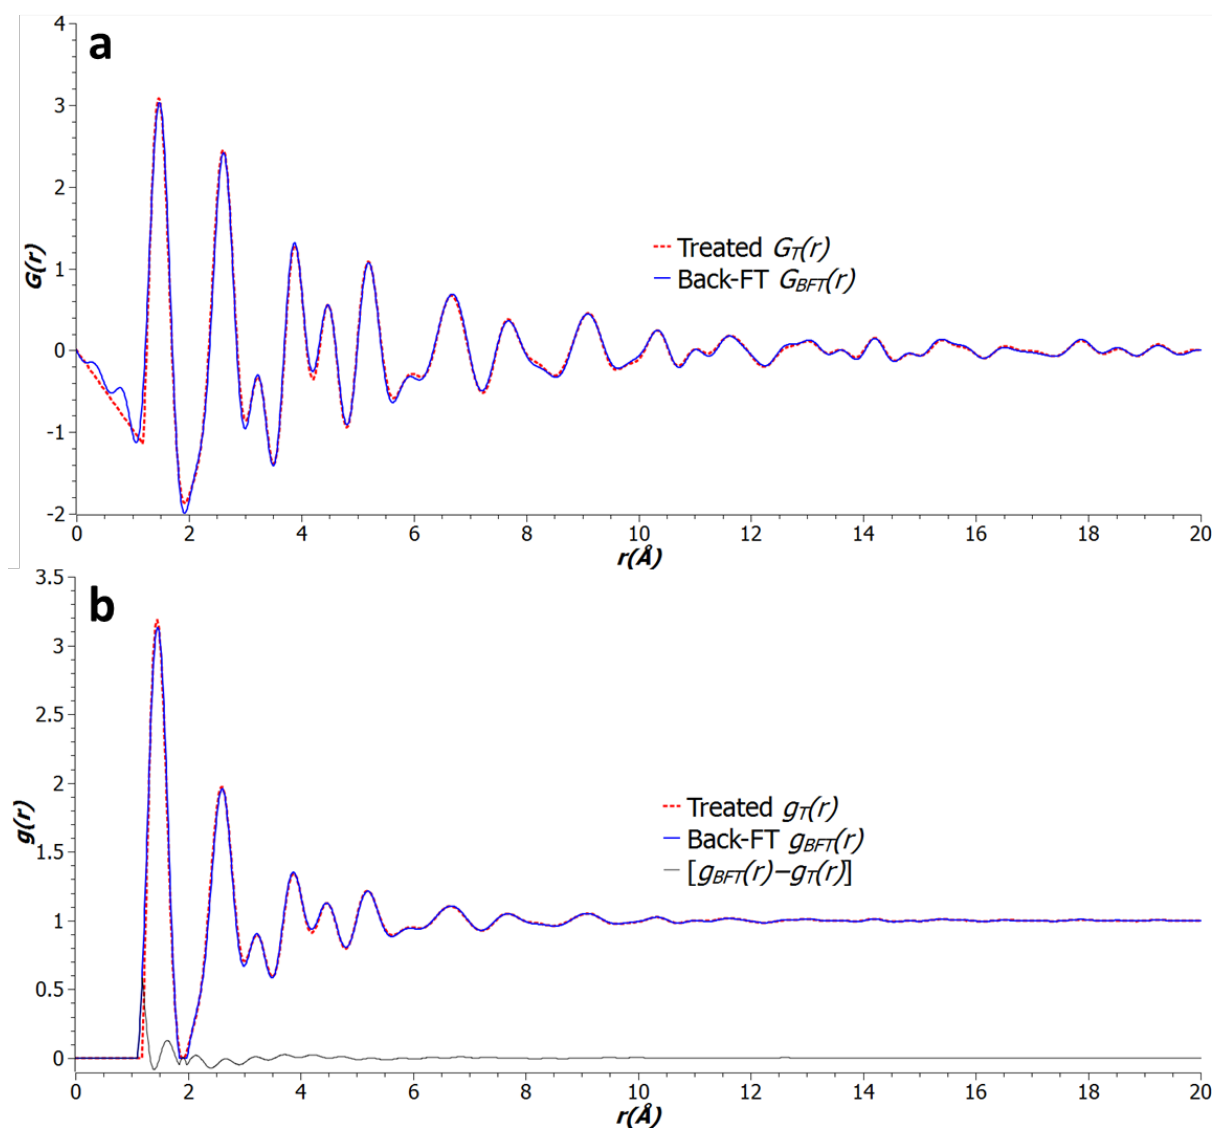 a
4
3
2
1
0
-1
-2
G(r)
Treated G_T(r)
Back-FT G_BFT(r)
0 2 4 6 8 10 12 14 16 18 20
r(Å)
b
3.5
3
2.5
2
1.5
1
0.5
0
g(r)
Treated g_T(r)
Back-FT g_BFT(r)
[g_BFT(r)−g_T(r)]
0 2 4 6 8 10 12 14 16 18 20
r(Å)